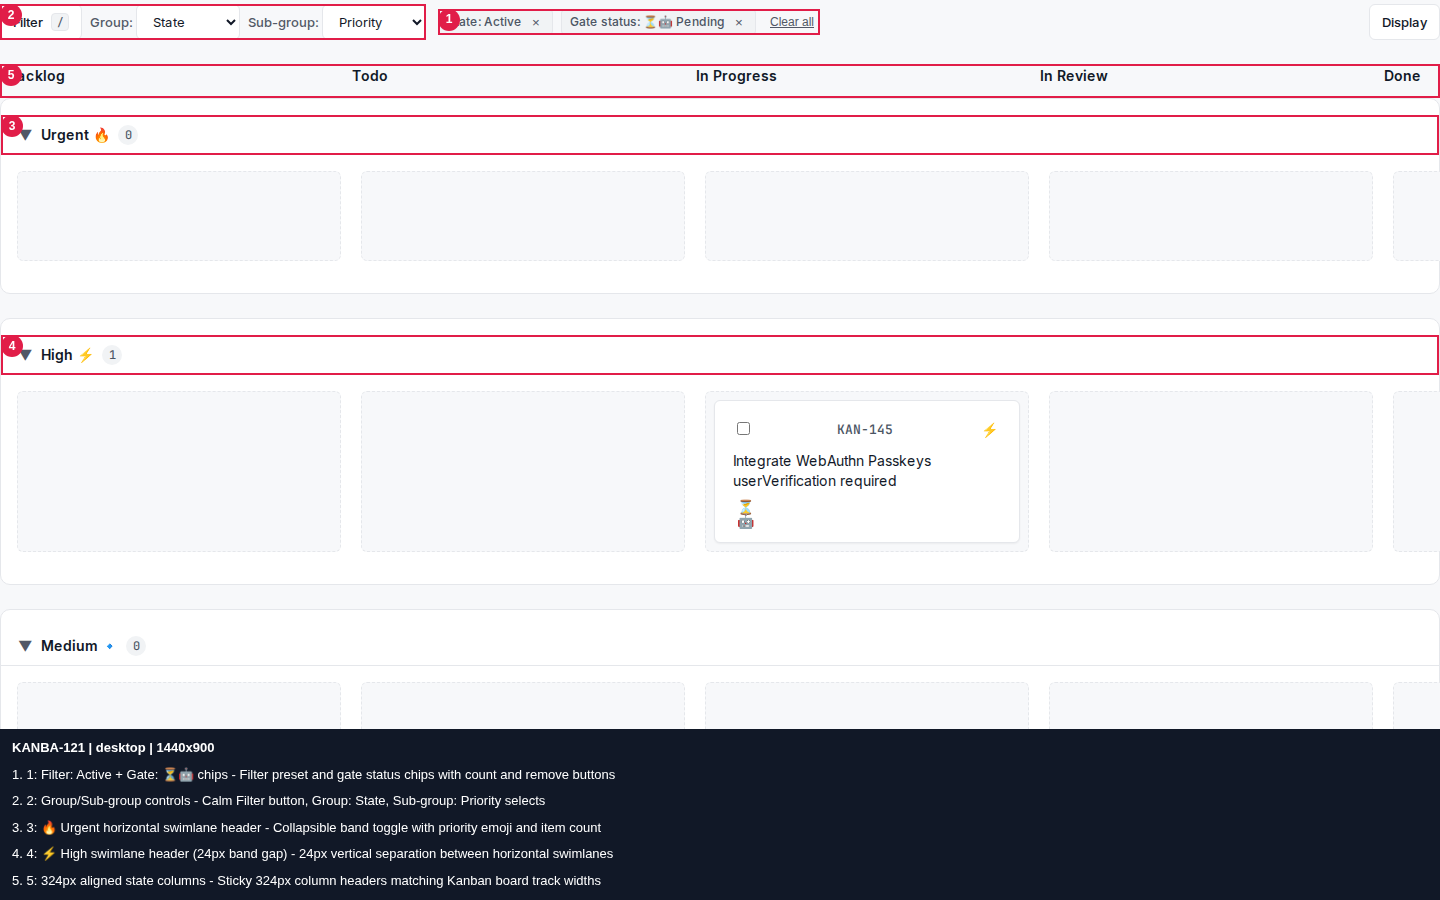 2 ilter / Group: State Sub-group: Priority 1 ate: Active × Gate status: ⏳🤖 Pending × Clear all Display
5 acklog Todo In Progress In Review Done
3 ▼ Urgent 🔥 0
4 ▼ High ⚡ 1
KAN-145 ⚡
Integrate WebAuthn Passkeys
userVerification required
⏳
🤖
▼ Medium 🔹 0
KANBA-121 | desktop | 1440x900
1. 1: Filter: Active + Gate: ⏳🤖 chips - Filter preset and gate status chips with count and remove buttons
2. 2: Group/Sub-group controls - Calm Filter button, Group: State, Sub-group: Priority selects
3. 3: 🔥 Urgent horizontal swimlane header - Collapsible band toggle with priority emoji and item count
4. 4: ⚡ High swimlane header (24px band gap) - 24px vertical separation between horizontal swimlanes
5. 5: 324px aligned state columns - Sticky 324px column headers matching Kanban board track widths